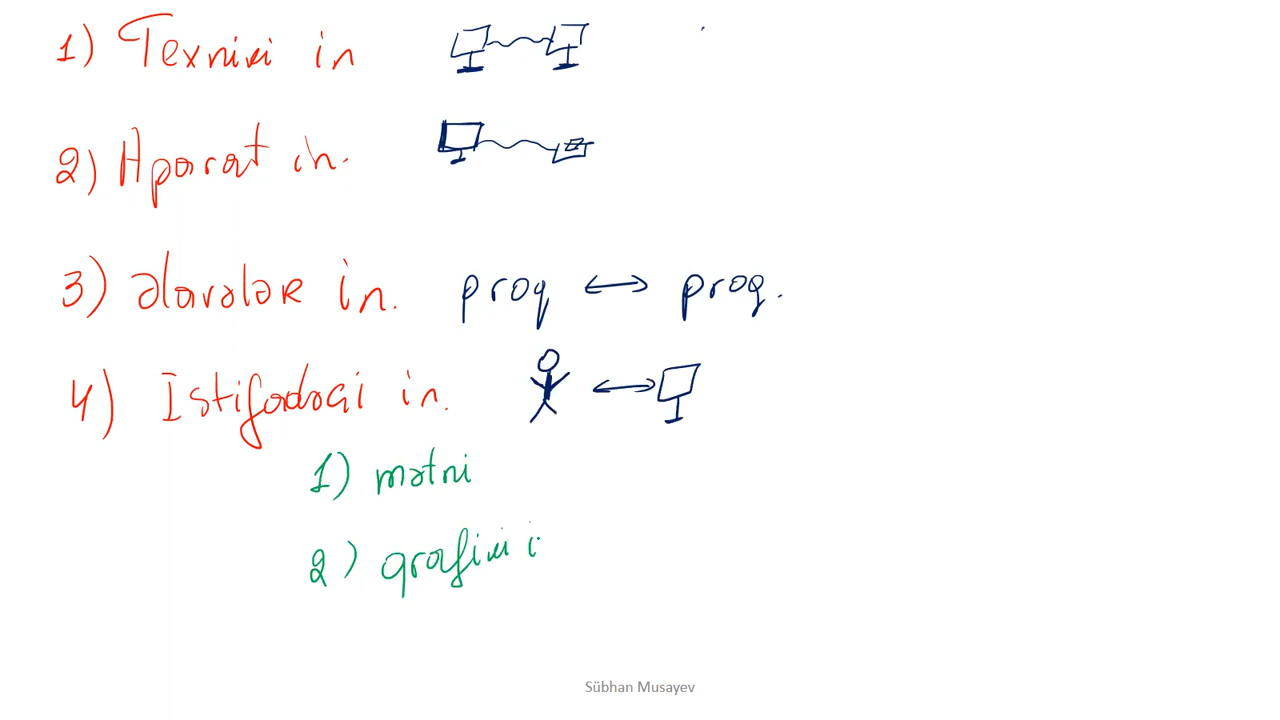 1) Texniki in
2) Aparat in.
3) Əlavələr in. proq ⟷ proq.
4) Istifadəçi in.
1) mətni
2) qrafiki i
Sübhan Musayev